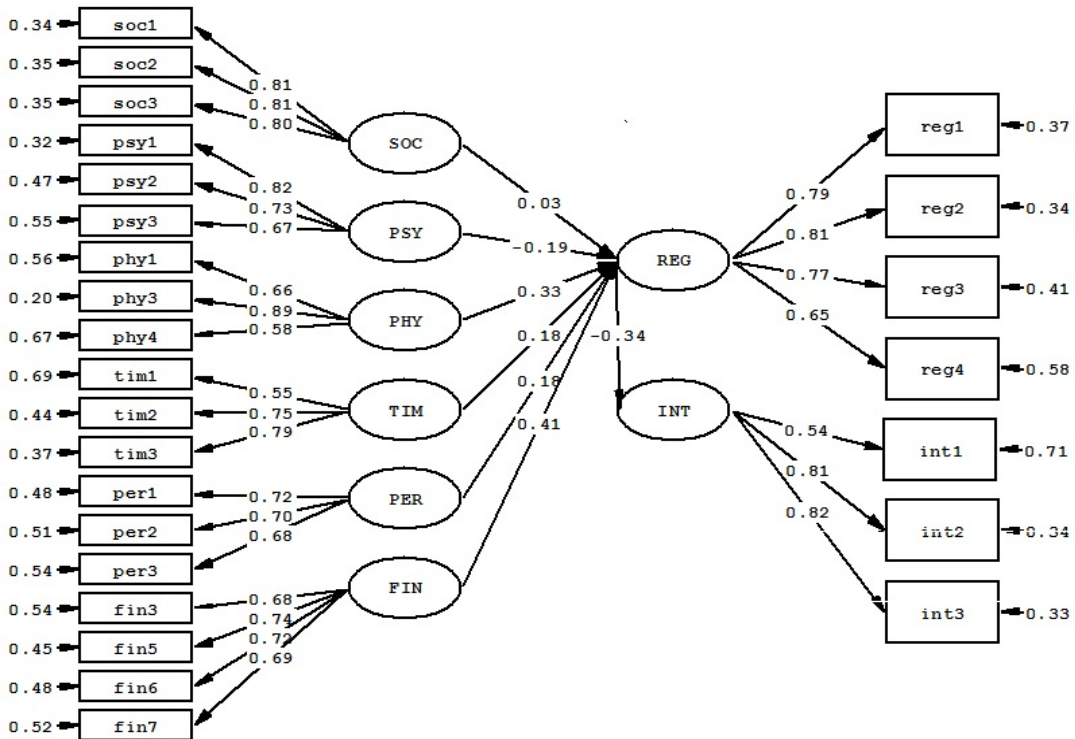 0.34 soc1
0.35 soc2
0.35 soc3
0.32 psy1
0.47 psy2
0.55 psy3
0.56 phy1
0.20 phy3
0.67 phy4
0.69 tim1
0.44 tim2
0.37 tim3
0.48 per1
0.51 per2
0.54 per3
0.54 fin3
0.45 fin5
0.48 fin6
0.52 fin7
0.81
0.81
0.80
0.82
0.73
0.67
0.66
0.89
0.58
0.55
0.75
0.79
0.72
0.70
0.68
0.68
0.74
0.72
0.69
SOC
PSY
PHY
TIM
PER
FIN
0.03
-0.19
0.33
0.18
0.18
0.41
-0.34
REG
INT
0.79
0.81
0.77
0.65
0.54
0.81
0.82
reg1 0.37
reg2 0.34
reg3 0.41
reg4 0.58
int1 0.71
int2 0.34
int3 0.33